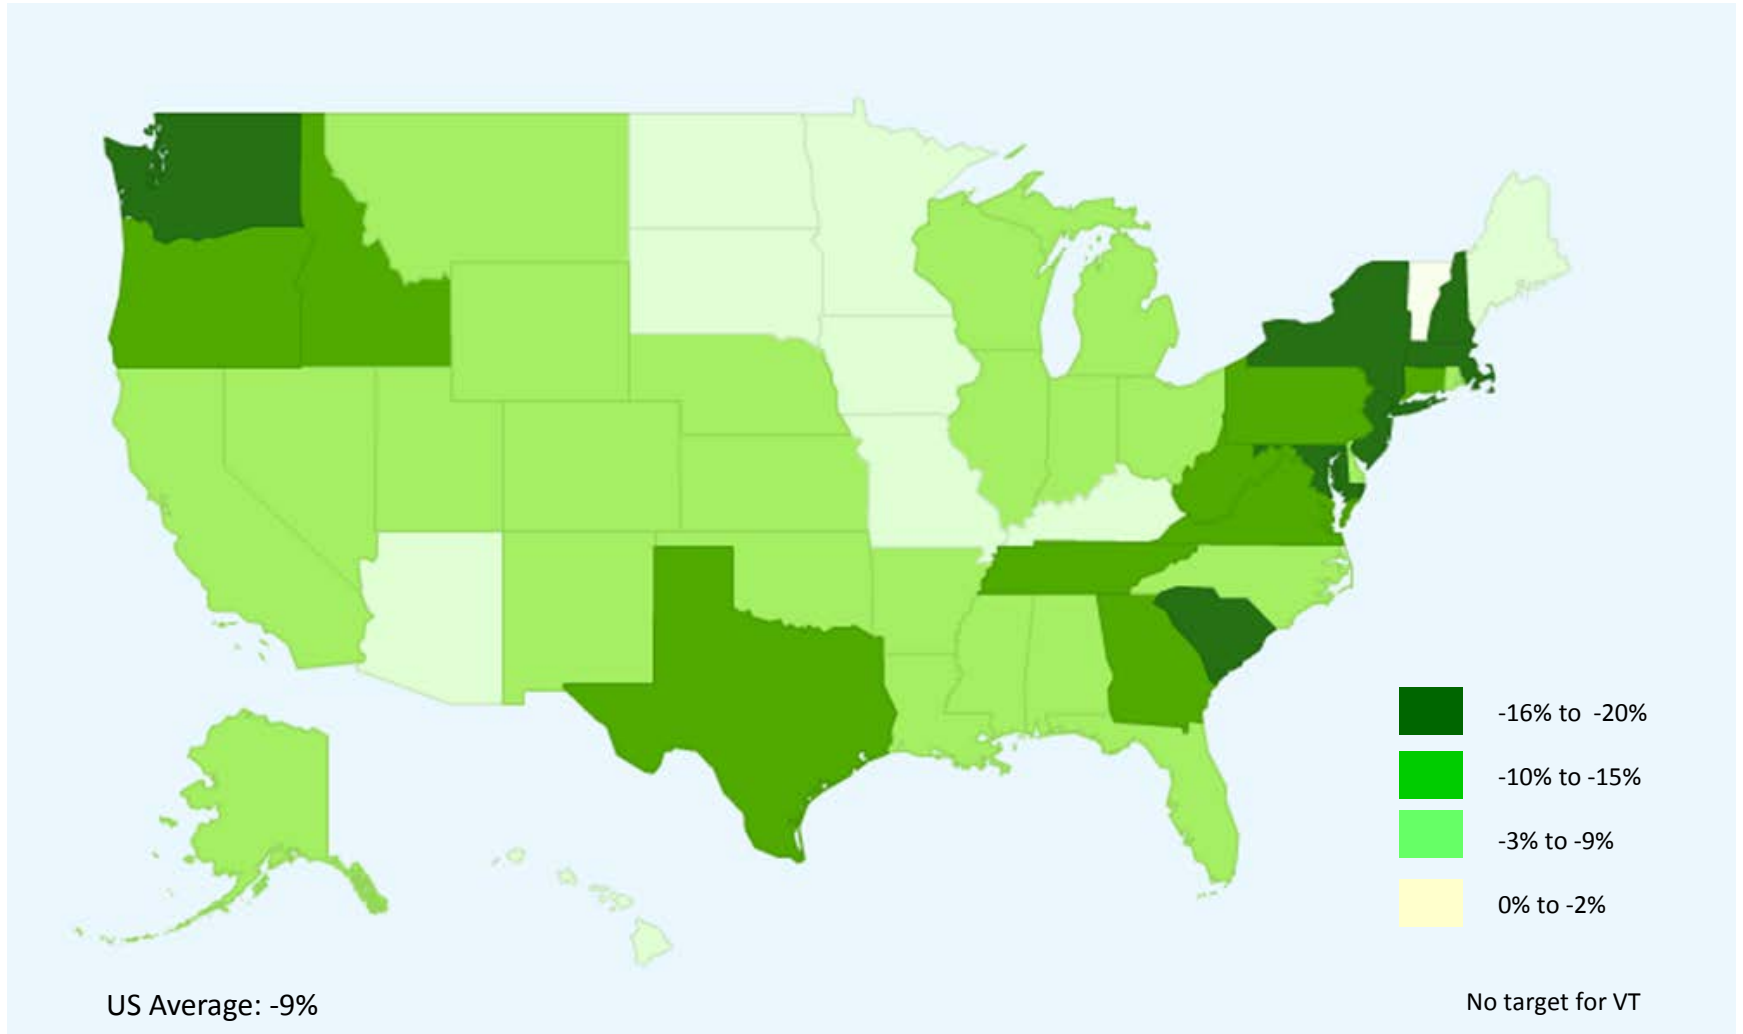 -16% to -20%
-10% to -15%
-3% to -9%
0% to -2%
US Average: -9%
No target for VT